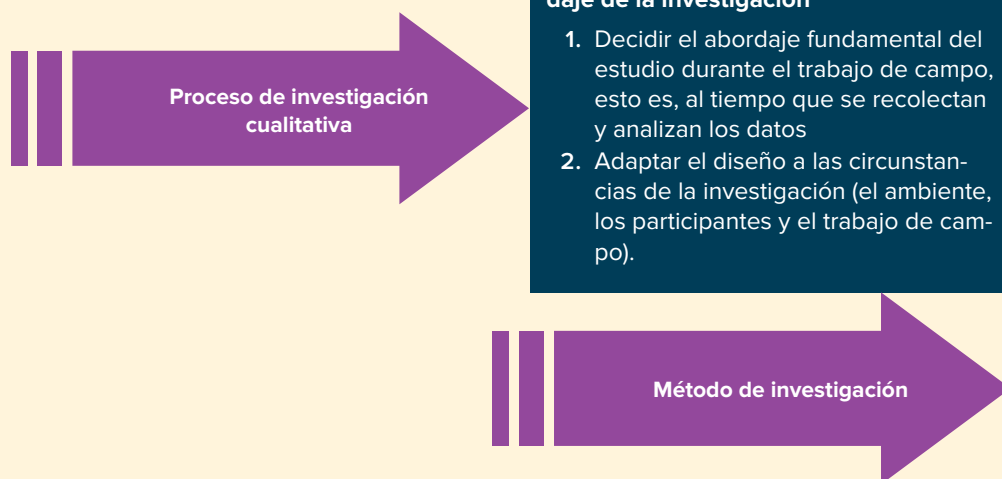 daje de la investigación
1. Decidir el abordaje fundamental del
estudio durante el trabajo de campo,
esto es, al tiempo que se recolectan
y analizan los datos
2. Adaptar el diseño a las circunstan-
cias de la investigación (el ambiente,
los participantes y el trabajo de cam-
po).
Proceso de investigación
cualitativa
Método de investigación